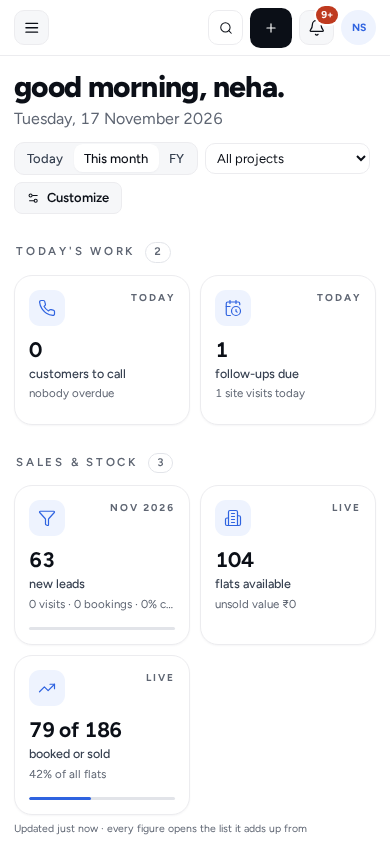 9+
NS
good morning, neha.
Tuesday, 17 November 2026
Today This month FY All projects
Customize
TODAY'S WORK 2
TODAY
0
customers to call
nobody overdue
TODAY
1
follow-ups due
1 site visits today
SALES & STOCK 3
NOV 2026
63
new leads
0 visits · 0 bookings · 0% c...
LIVE
104
flats available
unsold value ₹0
LIVE
79 of 186
booked or sold
42% of all flats
Updated just now · every figure opens the list it adds up from